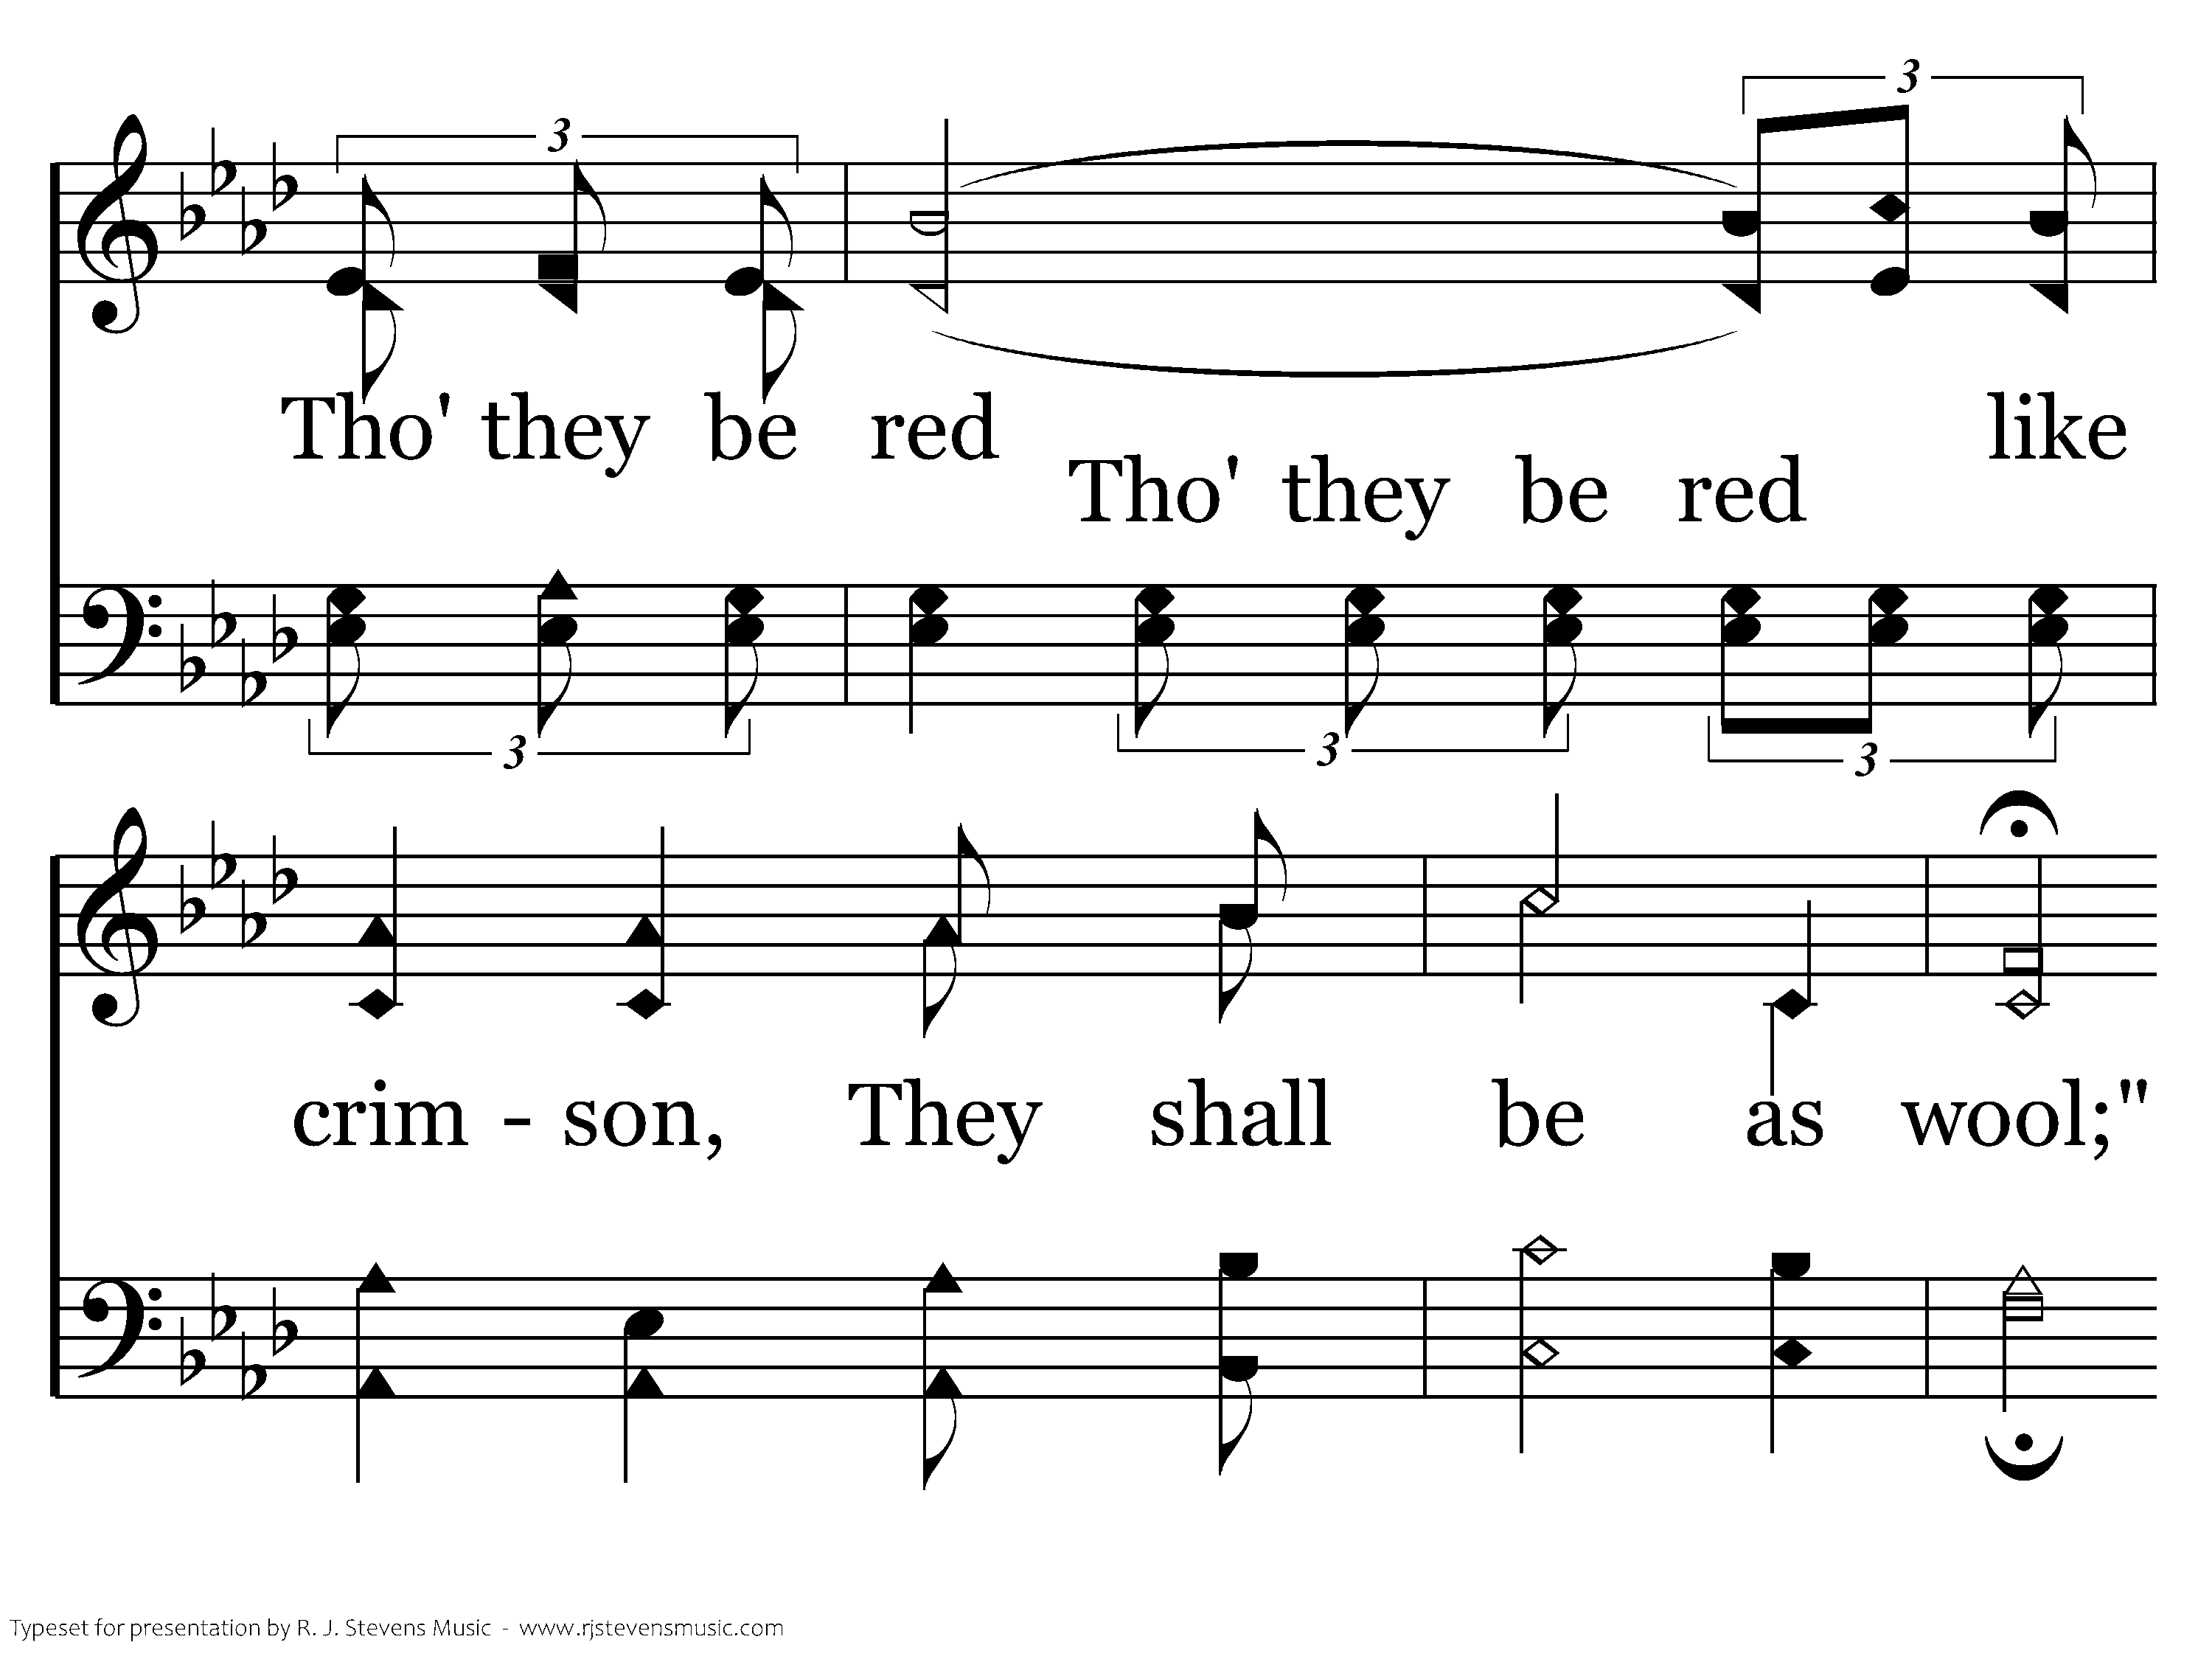 3
3
Tho' they be red like
Tho' they be red
3
3
3
crim - son, They shall be as wool;"
Typeset for presentation by R. J. Stevens Music - www.rjstevensmusic.com